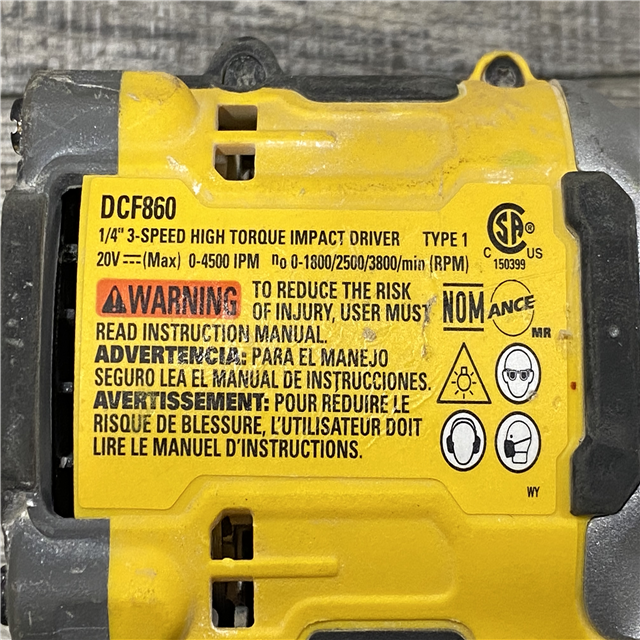 DCF860
1/4" 3-SPEED HIGH TORQUE IMPACT DRIVER TYPE 1
20V⎓(Max) 0-4500 IPM n0 0-1800/2500/3800/min (RPM)
CSA®
C US
150399
WARNING TO REDUCE THE RISK
OF INJURY, USER MUST
READ INSTRUCTION MANUAL.
ADVERTENCIA: PARA EL MANEJO
SEGURO LEA EL MANUAL DE INSTRUCCIONES.
AVERTISSEMENT: POUR RÉDUIRE LE
RISQUE DE BLESSURE, L'UTILISATEUR DOIT
LIRE LE MANUEL D'INSTRUCTIONS.
NOM ANCE
MR
WY